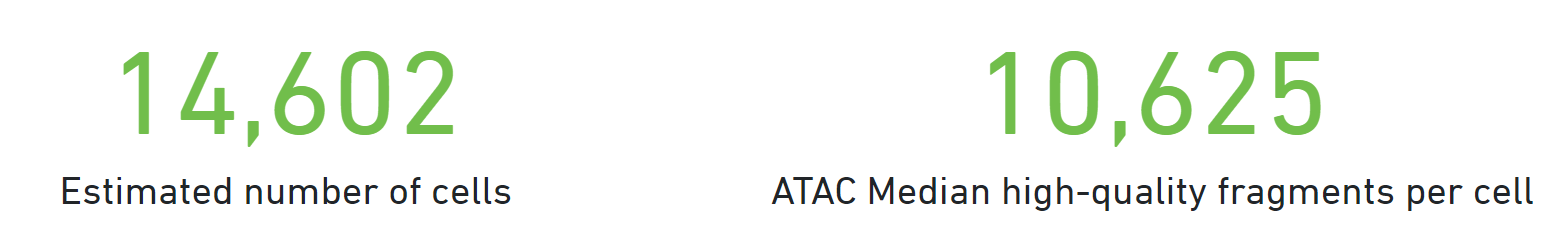 14,602
10,625
Estimated number of cells
ATAC Median high-quality fragments per cell